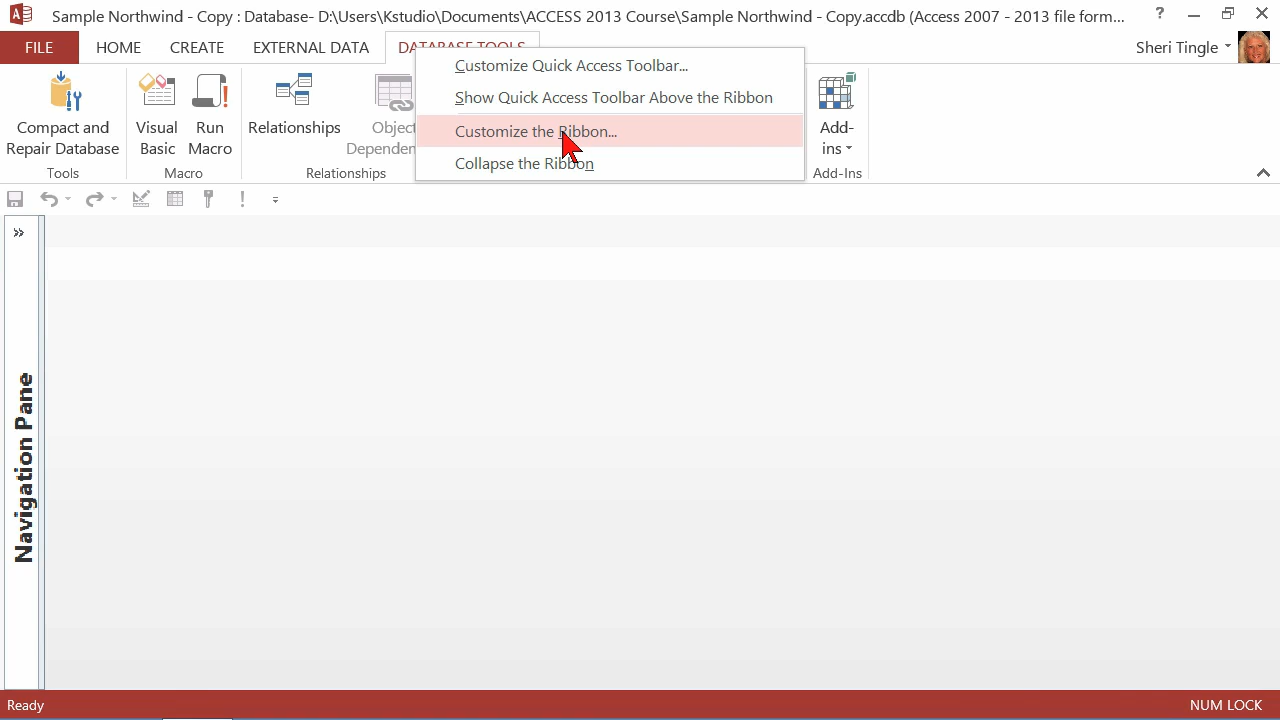 Sample Northwind - Copy : Database- D:\Users\Kstudio\Documents\ACCESS 2013 Course\Sample Northwind - Copy.accdb (Access 2007 - 2013 file form...
FILE HOME CREATE EXTERNAL DATA DATABASE TOOLS Sheri Tingle
Customize Quick Access Toolbar...
Show Quick Access Toolbar Above the Ribbon
Customize the Ribbon...
Collapse the Ribbon
Compact and
Repair Database
Tools
Visual
Basic
Run
Macro
Macro
Relationships
Object
Dependen
Relationships
Add-
ins
Add-Ins
Navigation Pane
Ready
NUM LOCK